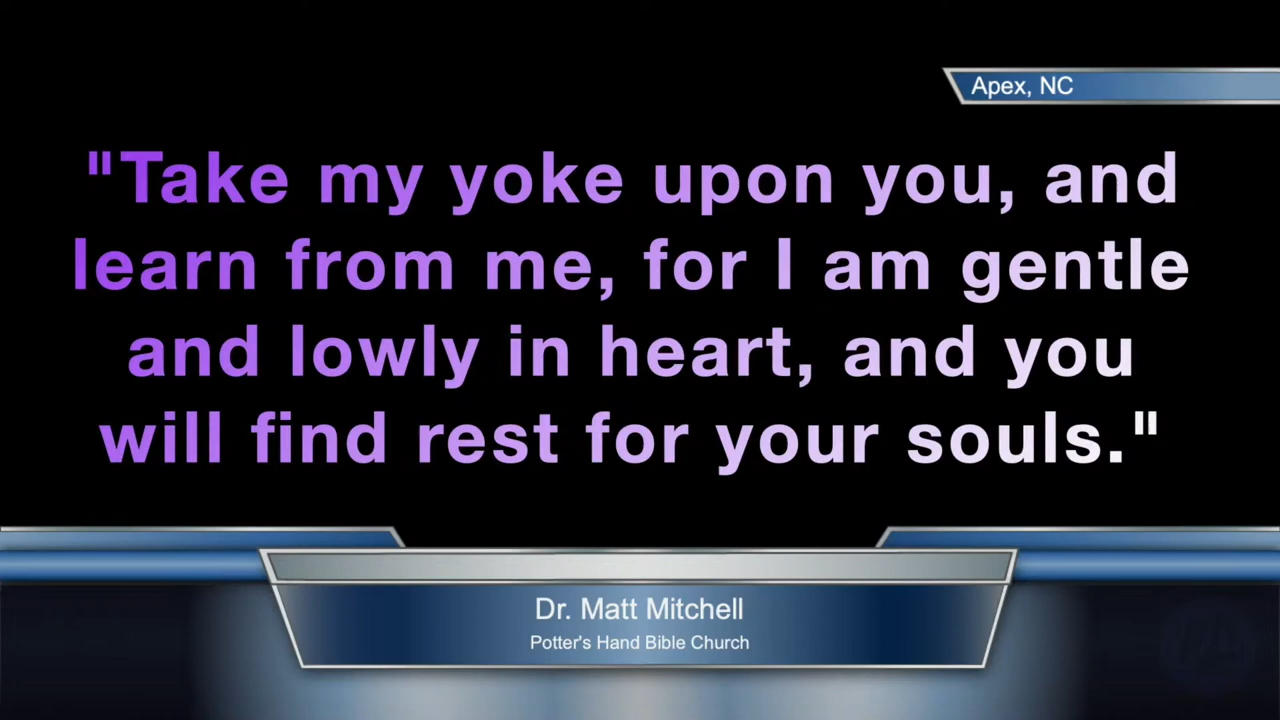 Apex, NC
"Take my yoke upon you, and
learn from me, for I am gentle
and lowly in heart, and you
will find rest for your souls."
Dr. Matt Mitchell
Potter's Hand Bible Church